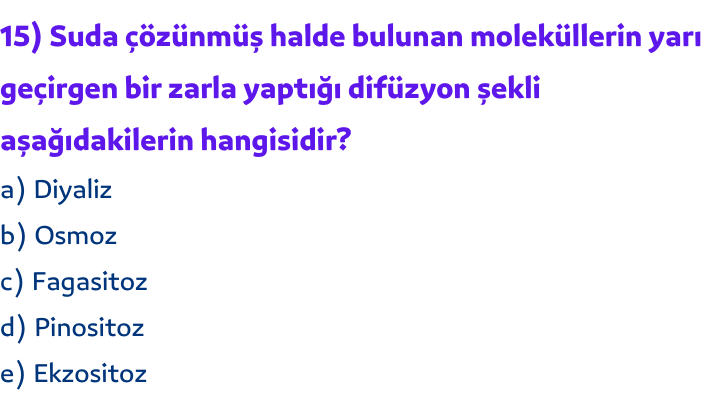 15) Suda çözünmüş halde bulunan moleküllerin yarı
geçirgen bir zarla yaptığı difüzyon şekli
aşağıdakilerin hangisidir?
a) Diyaliz
b) Osmoz
c) Fagasitoz
d) Pinositoz
e) Ekzositoz